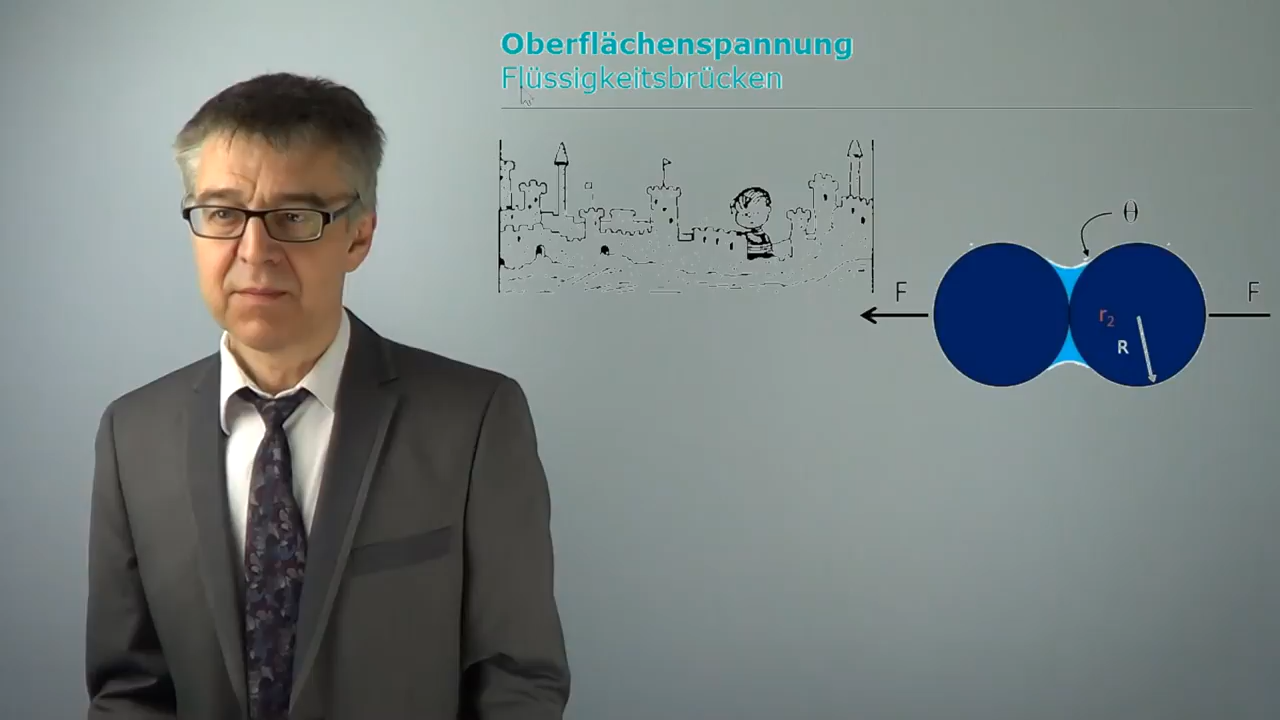 Oberflächenspannung
Flüssigkeitsbrücken
θ
F
F
r₂
R